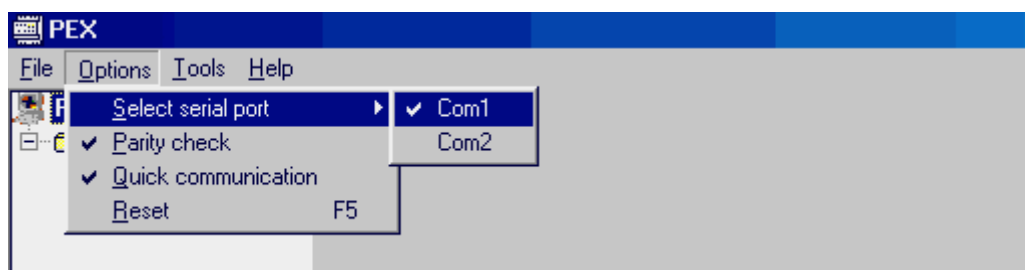 PEX
File Options Tools Help
Select serial port Com1
Parity check Com2
Quick communication
Reset F5